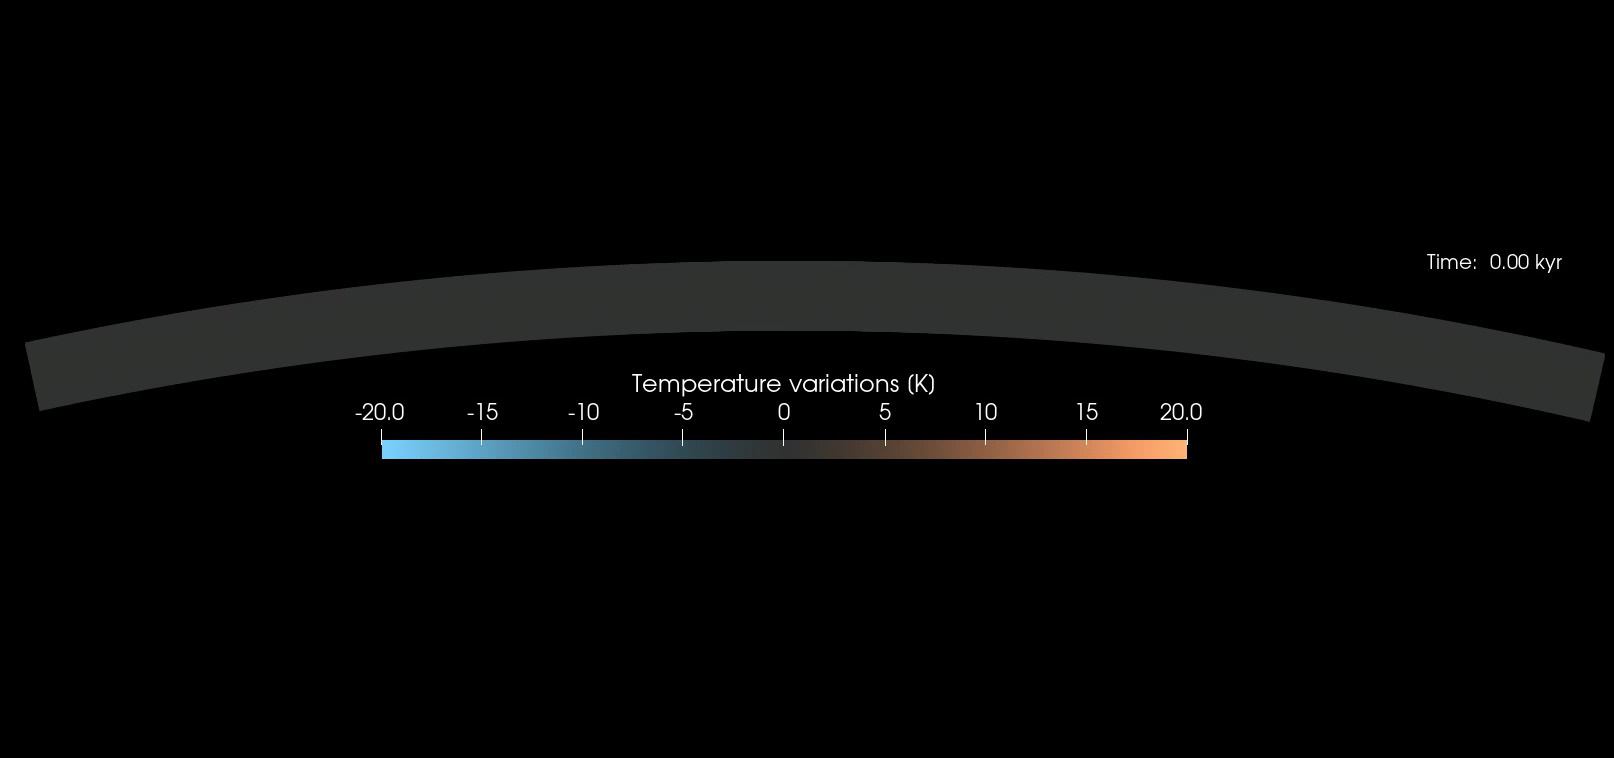 Time: 0.00 kyr
Temperature variations (K)
-20.0 -15 -10 -5 0 5 10 15 20.0